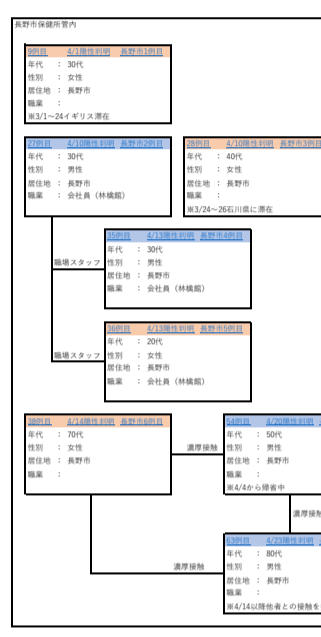 長野市保健所管内
9例目 4/1陽性判明 長野市1例目
年代 : 30代
性別 : 女性
居住地 : 長野市
職業 :
※3/1～24イギリス滞在
27例目 4/10陽性判明 長野市2例目
年代 : 30代
性別 : 男性
居住地 : 長野市
職業 : 会社員（林檎館）
28例目 4/10陽性判明 長野市3例目
年代 : 40代
性別 : 女性
居住地 : 長野市
職業 :
※3/24～26石川県に滞在
職場スタッフ
35例目 4/13陽性判明 長野市4例目
年代 : 30代
性別 : 男性
居住地 : 長野市
職業 : 会社員（林檎館）
職場スタッフ
36例目 4/13陽性判明 長野市5例目
年代 : 20代
性別 : 女性
居住地 : 長野市
職業 : 会社員（林檎館）
38例目 4/14陽性判明 長野市6例目
年代 : 70代
性別 : 女性
居住地 : 長野市
職業 :
濃厚接触
54例目 4/20陽性判明
年代 : 50代
性別 : 男性
居住地 : 長野市
職業 :
※4/4から帰省中
濃厚接触
濃厚接触
63例目 4/23陽性判明
年代 : 80代
性別 : 男性
居住地 : 長野市
職業 :
※4/14以降他者との接触を